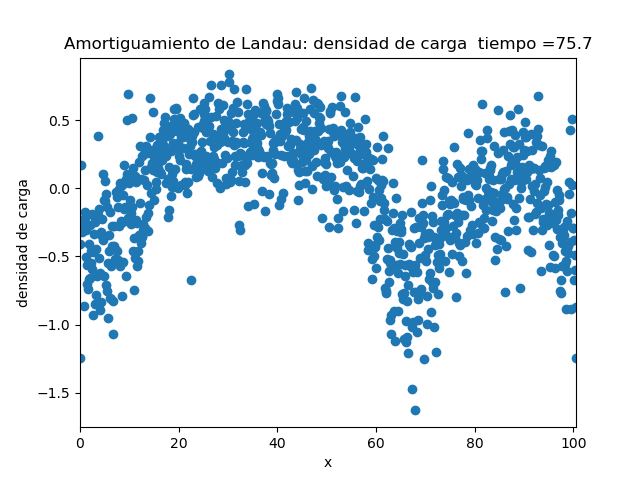 Amortiguamiento de Landau: densidad de carga  tiempo =75.7
densidad de carga
0.5
0.0
−0.5
−1.0
−1.5
0 20 40 60 80 100
x